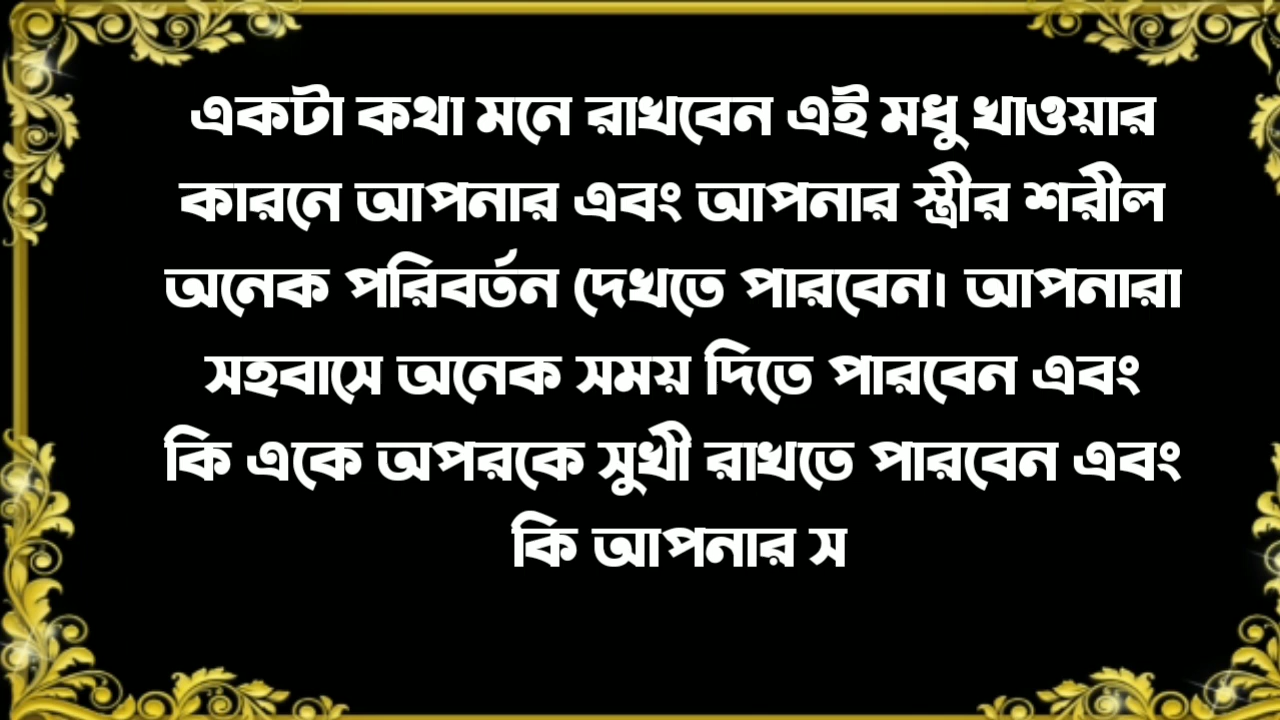 একটা কথা মনে রাখবেন এই মধু খাওয়ার
কারনে আপনার এবং আপনার স্ত্রীর শরীল
অনেক পরিবর্তন দেখতে পারবেন। আপনারা
সহবাসে অনেক সময় দিতে পারবেন এবং
কি একে অপরকে সুখী রাখতে পারবেন এবং
কি আপনার স